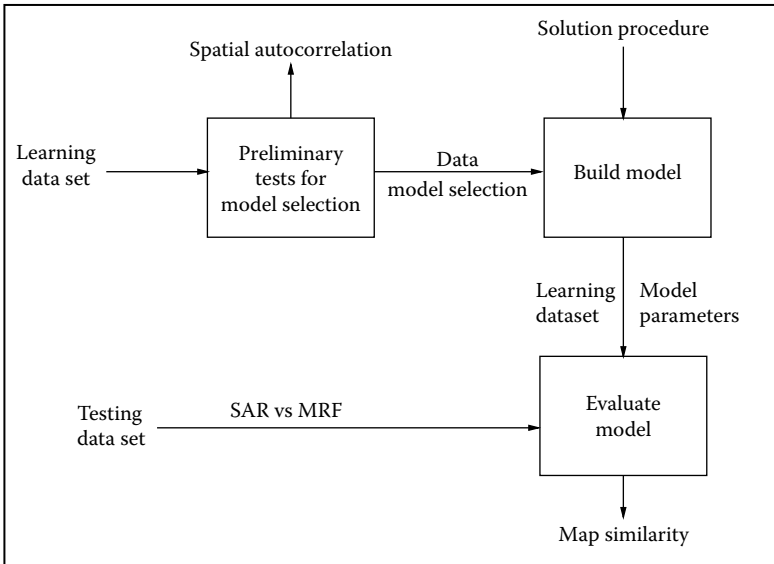 Solution procedure
Spatial autocorrelation
Learning
data set
Preliminary
tests for
model selection
Data
model selection
Build model
Learning
dataset
Model
parameters
Testing
data set
SAR vs MRF
Evaluate
model
Map similarity